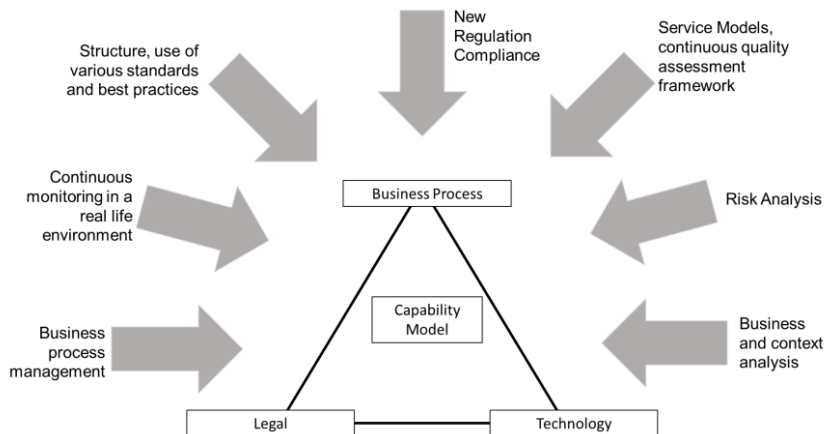 New
Regulation
Compliance
Structure, use of
various standards
and best practices
Service Models,
continuous quality
assessment
framework
Continuous
monitoring in a
real life
environment
Business Process
Risk Analysis
Capability
Model
Business
process
management
Business
and context
analysis
Legal
Technology